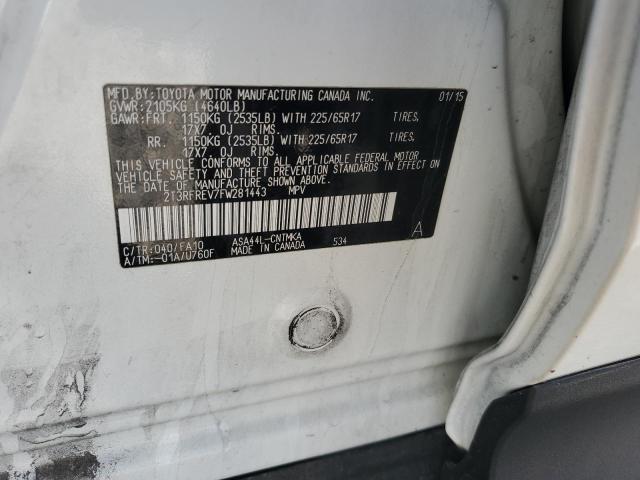 MFD.BY:TOYOTA MOTOR MANUFACTURING CANADA INC. 01/15
GVWR:2105KG (4640LB)
GAWR:FRT. 1150KG (2535LB) WITH 225/65R17 TIRES,
17X7.0J RIMS.
RR. 1150KG (2535LB) WITH 225/65R17 TIRES,
17X7.0J RIMS.
THIS VEHICLE CONFORMS TO ALL APPLICABLE FEDERAL MOTOR
VEHICLE SAFETY AND THEFT PREVENTION STANDARDS IN EFFECT ON
THE DATE OF MANUFACTURE SHOWN ABOVE.
2T3RFREV7FW281443 MPV
C/TR:040/FA10 ASA44L-CNTMKA 534 A
A/TM:-01A/U760F MADE IN CANADA